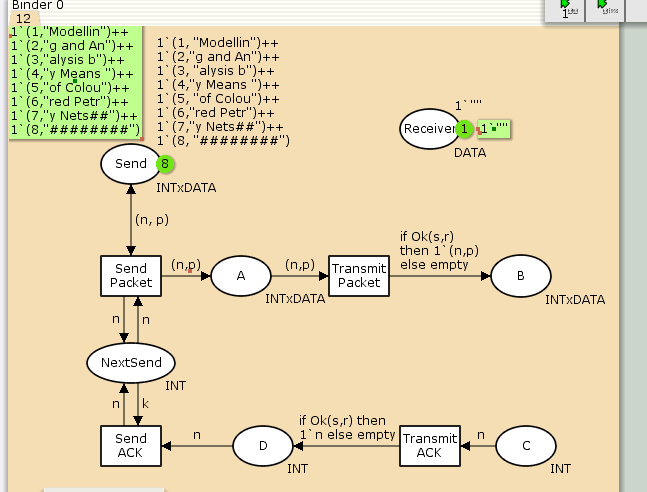 Binder 0
12
1`(1,"Modellin")++
1`(2,"g and An")++
1`(3,"alysis b")++
1`(4,"y Means ")++
1`(5,"of Colou")++
1`(6,"red Petr")++
1`(7,"y Nets##")++
1`(8,"########")
1`(1, "Modellin")++
1`(2,"g and An")++
1`(3, "alysis b")++
1`(4,"y Means ")++
1`(5, "of Colou")++
1`(6,"red Petr")++
1`(7,"y Nets##")++
1`(8, "########")
1`""
Receiver
1
1`""
DATA
Send
8
INTxDATA
(n, p)
Send
Packet
(n,p)
A
INTxDATA
(n,p)
Transmit
Packet
if Ok(s,r)
then 1`(n,p)
else empty
B
INTxDATA
n
n
NextSend
INT
n
k
Send
ACK
n
D
INT
if Ok(s,r) then
1`n else empty
Transmit
ACK
n
C
INT